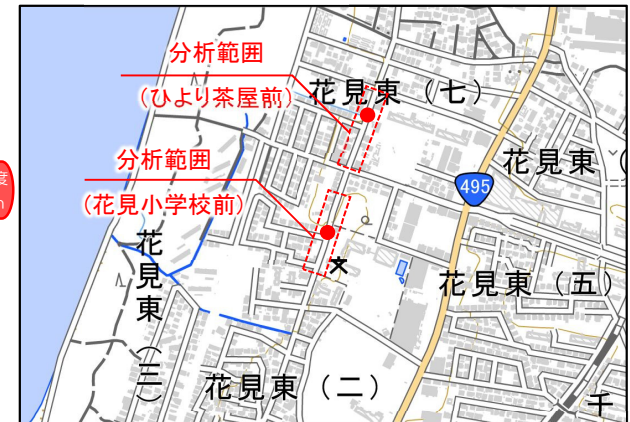 分析範囲
(ひより茶屋前)
花見東（七）
分析範囲
(花見小学校前)
花見東（
495
度
花見東（三）
文
花見東（五）
花見東（二）
千